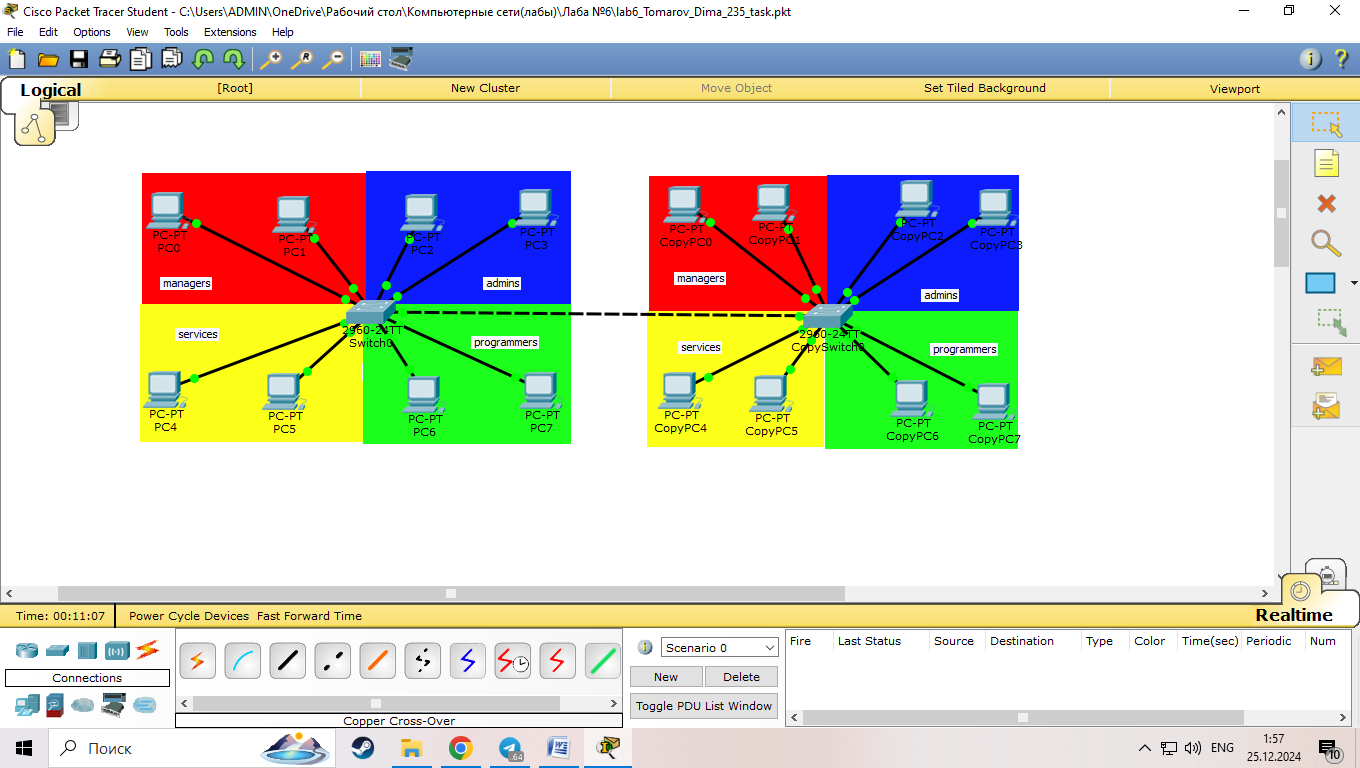 Cisco Packet Tracer Student - C:\Users\ADMIN\OneDrive\Рабочий стол\Компьютерные сети(лабы)\Лаба №6\lab6_Tomarov_Dima_235_task.pkt
File Edit Options View Tools Extensions Help
Logical [Root] New Cluster Move Object Set Tiled Background Viewport
PC-PT
PC0
PC-PT
PC1
managers
PC-PT
PC2
PC-PT
PC3
admins
services
2960-24TT
Switch0
programmers
PC-PT
PC4
PC-PT
PC5
PC-PT
PC6
PC-PT
PC7
PC-PT
CopyPC0
PC-PT
CopyPC1
managers
PC-PT
CopyPC2
PC-PT
CopyPC3
admins
services
2960-24TT
CopySwitch0
programmers
PC-PT
CopyPC4
PC-PT
CopyPC5
PC-PT
CopyPC6
PC-PT
CopyPC7
Time: 00:11:07 Power Cycle Devices Fast Forward Time Realtime
Connections
Copper Cross-Over
Scenario 0
New Delete
Toggle PDU List Window
Fire Last Status Source Destination Type Color Time(sec) Periodic Num
Поиск
.64
ENG
1:57
25.12.2024
10